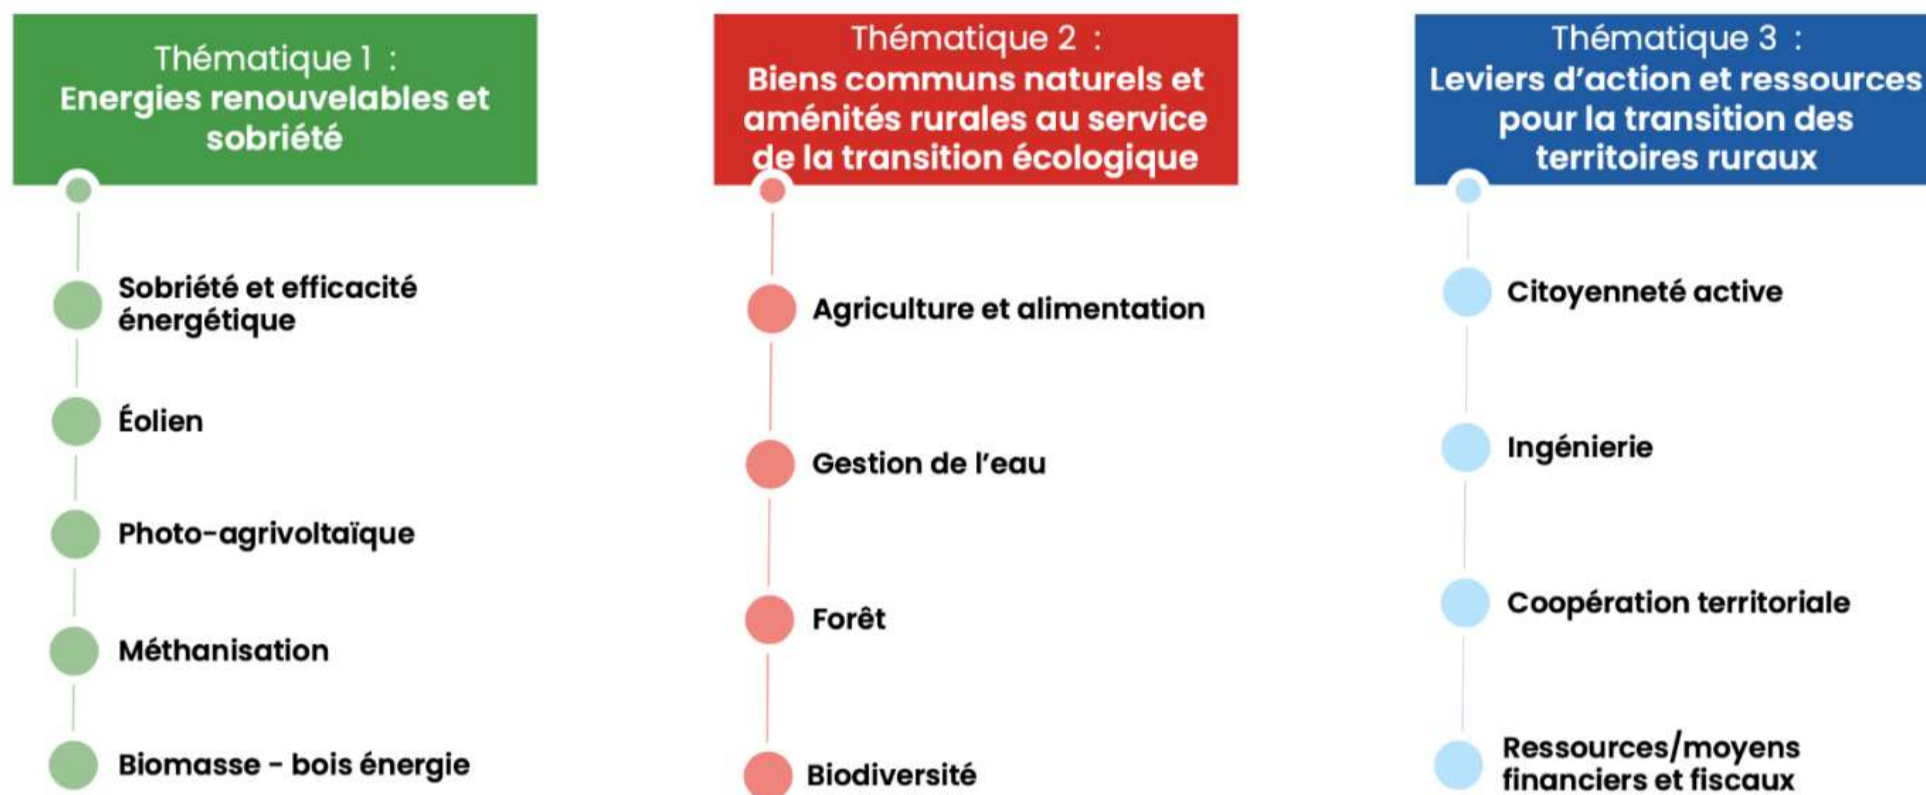 Thématique 1 :
Energies renouvelables et
sobriété
Sobriété et efficacité
énergétique
Éolien
Photo-agrivoltaïque
Méthanisation
Biomasse - bois énergie
Thématique 2 :
Biens communs naturels et
aménités rurales au service
de la transition écologique
Agriculture et alimentation
Gestion de l'eau
Forêt
Biodiversité
Thématique 3 :
Leviers d'action et ressources
pour la transition des
territoires ruraux
Citoyenneté active
Ingénierie
Coopération territoriale
Ressources/moyens
financiers et fiscaux